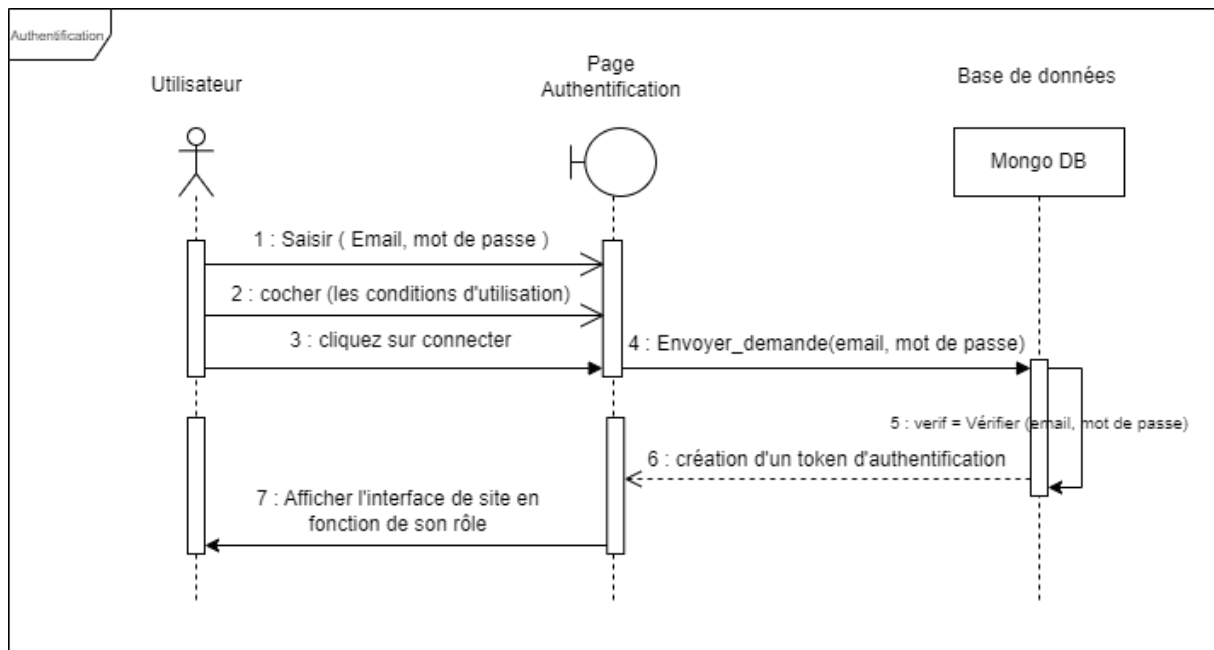 Authentification
Utilisateur
Page
Authentification
Base de données
Mongo DB
1 : Saisir ( Email, mot de passe )
2 : cocher (les conditions d'utilisation)
3 : cliquez sur connecter
4 : Envoyer_demande(email, mot de passe)
5 : verif = Vérifier (email, mot de passe)
6 : création d'un token d'authentification
7 : Afficher l'interface de site en
fonction de son rôle